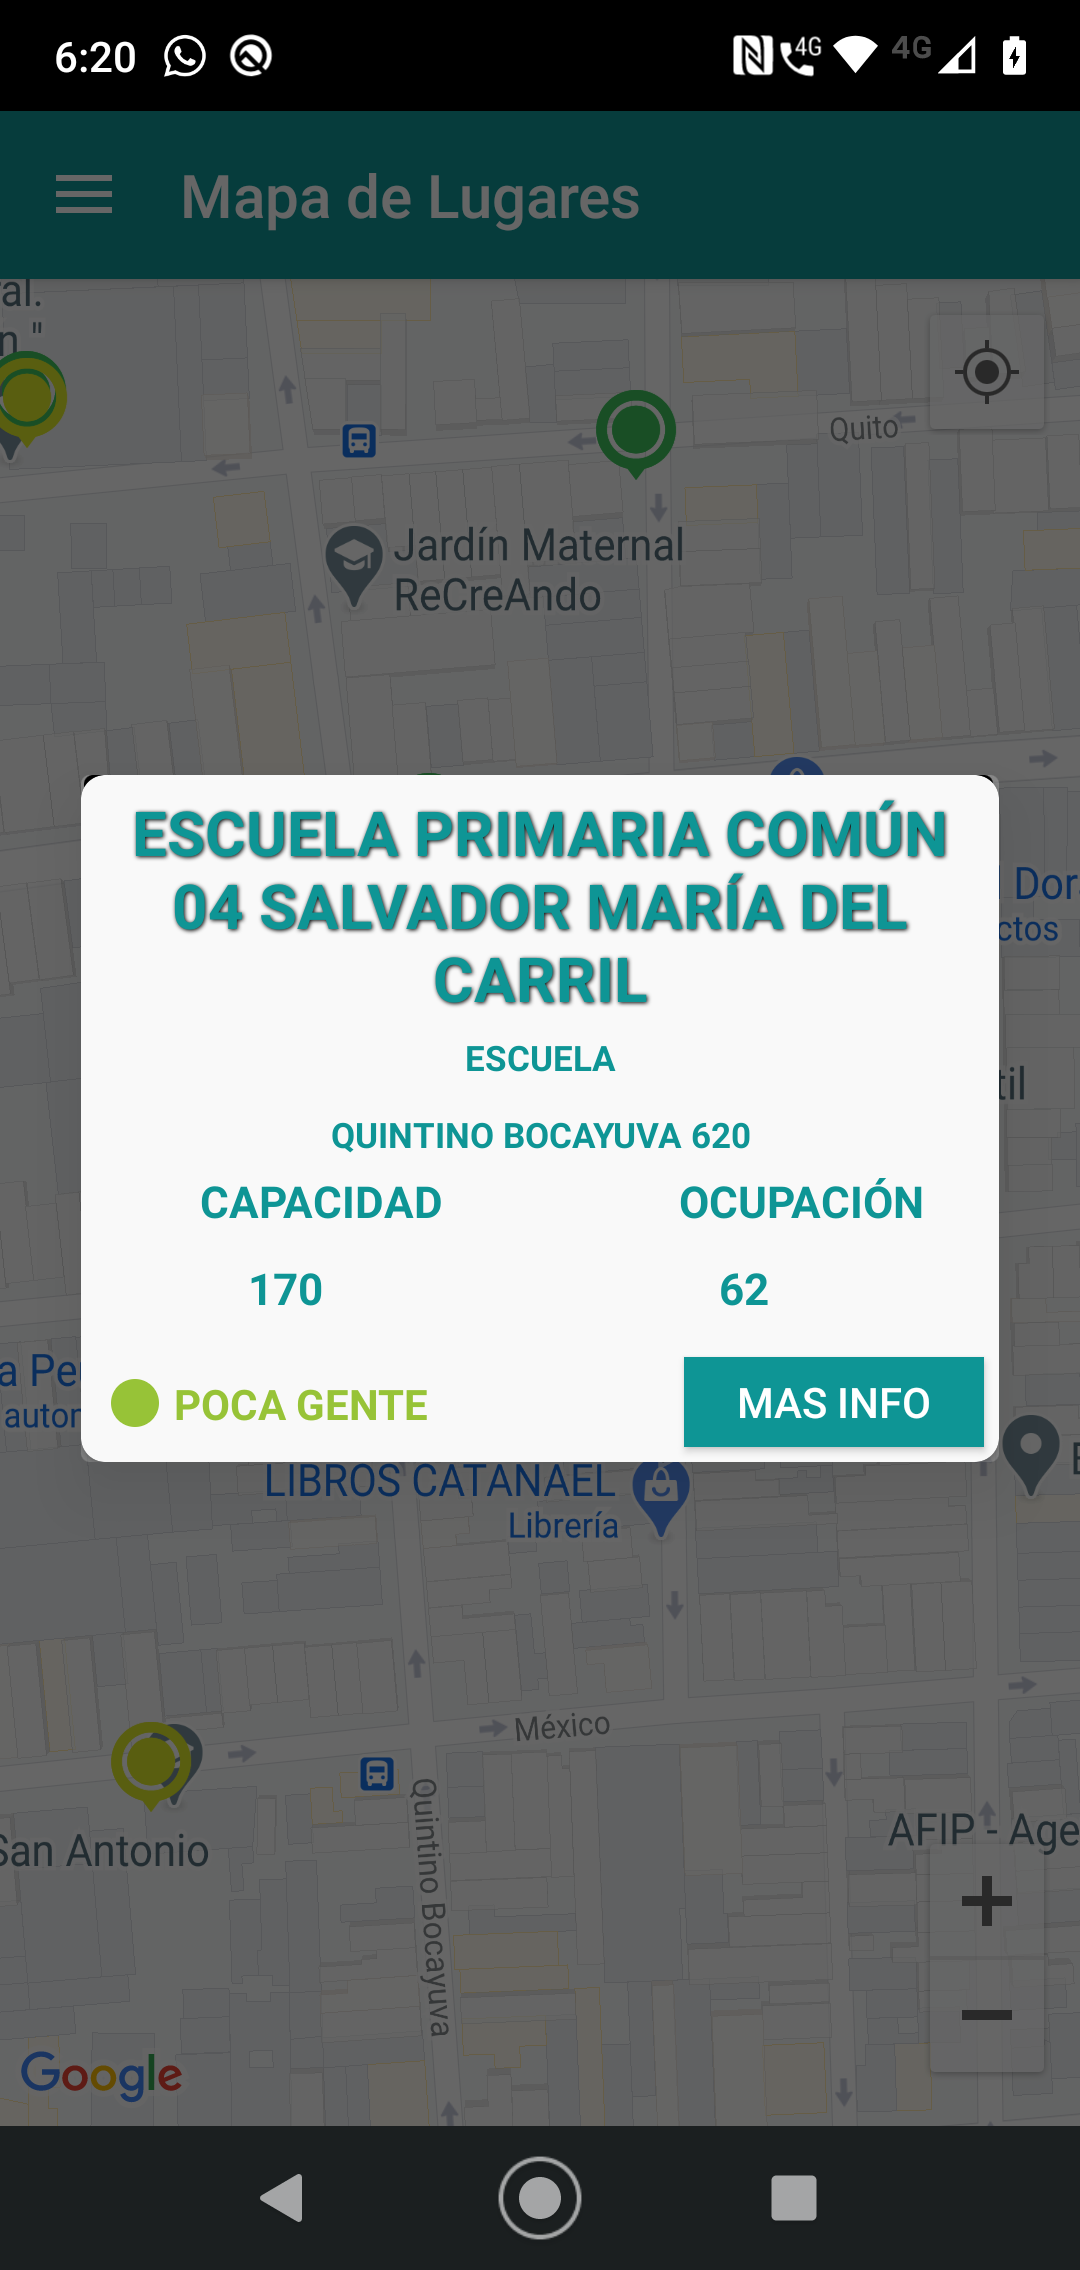 6:20
4G
4G
Mapa de Lugares
al.
n "
Quito
Jardín Maternal
ReCreAndo
ESCUELA PRIMARIA COMÚN
04 SALVADOR MARÍA DEL
CARRIL
Dor
ctos
ESCUELA
til
QUINTINO BOCAYUVA 620
CAPACIDAD OCUPACIÓN
170 62
a Pe
auton
POCA GENTE
MAS INFO
E
LIBROS CATANAEL
Librería
México
Quintino Bocayuva
San Antonio
AFIP - Age
Google